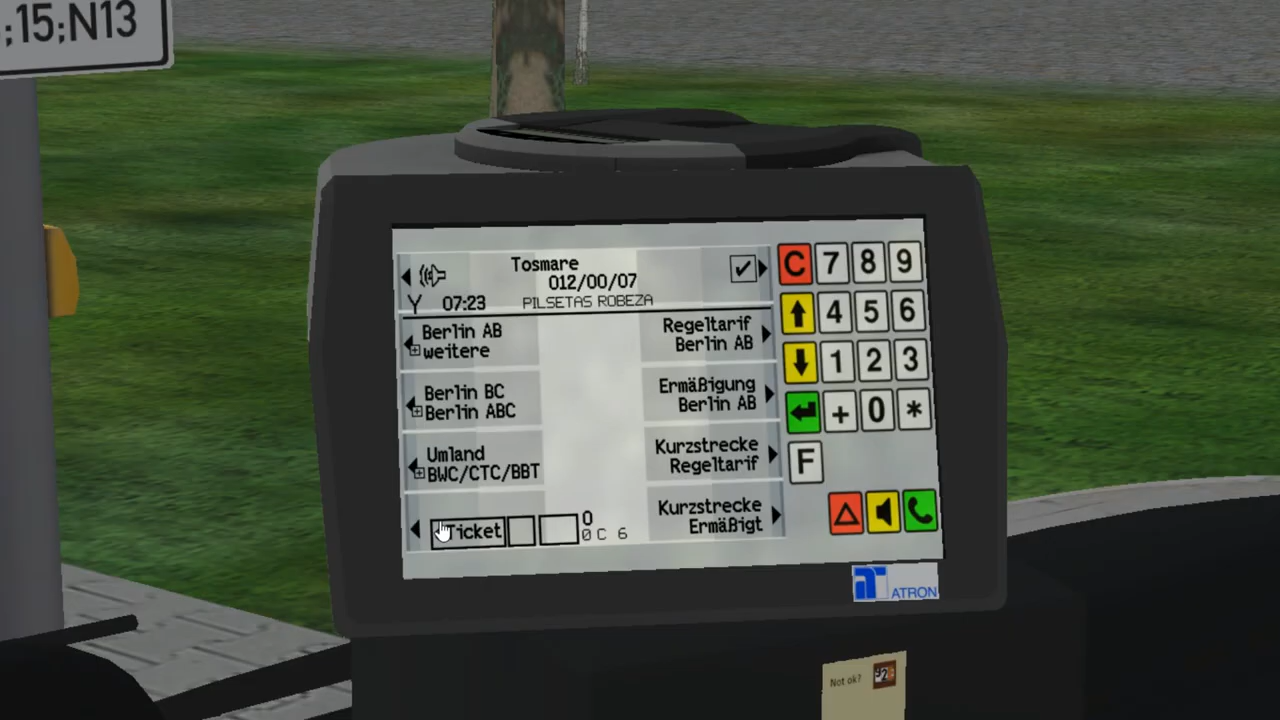 ;15;N13
Tosmare
012/00/07
Y 07:23 PILSETAS ROBEZA
Berlin AB
weitere
Regeltarif
Berlin AB
Berlin BC
Berlin ABC
Ermäßigung
Berlin AB
Umland
BWC/CTC/BBT
Kurzstrecke
Regeltarif
Ticket
0
0 C 6
Kurzstrecke
Ermäßigt
C 7 8 9
4 5 6
1 2 3
+ 0 *
F
ATRON
Not ok?